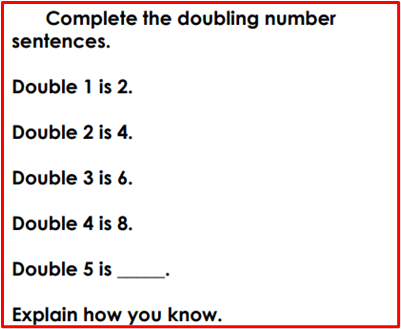 Complete the doubling number
sentences.
Double 1 is 2.
Double 2 is 4.
Double 3 is 6.
Double 4 is 8.
Double 5 is _____.
Explain how you know.